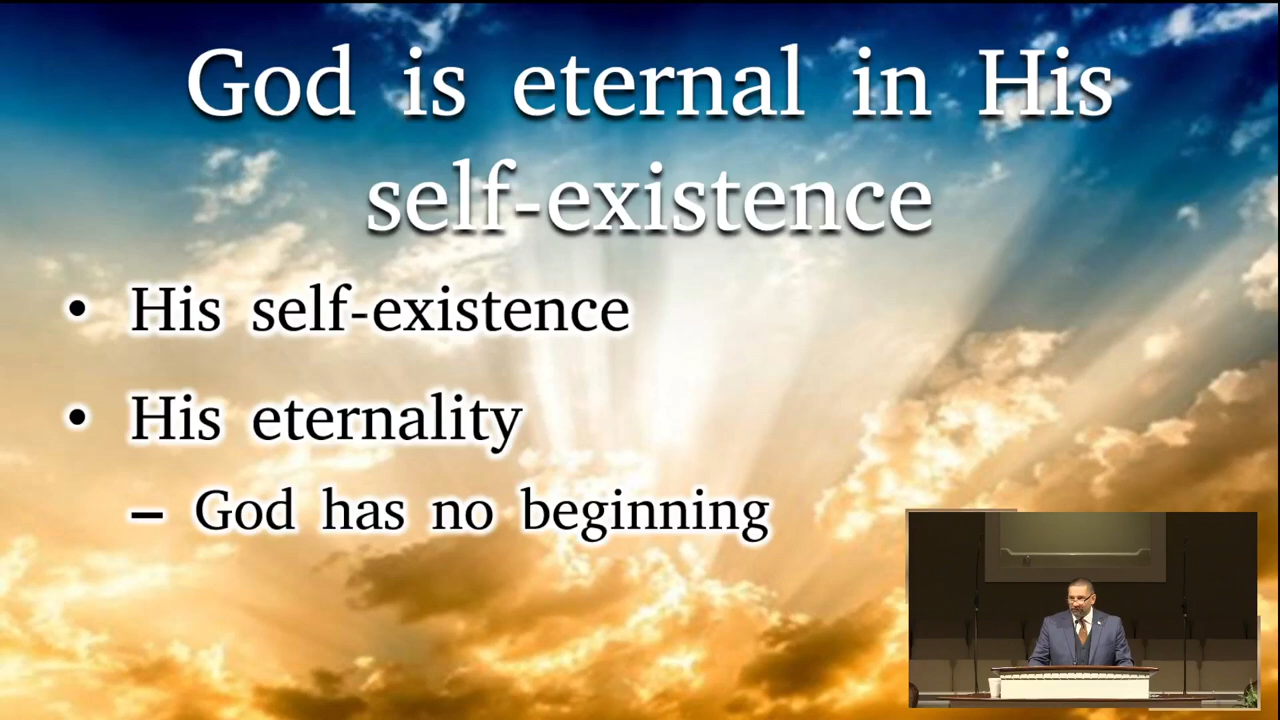 God is eternal in His
self-existence
• His self-existence
• His eternality
– God has no beginning